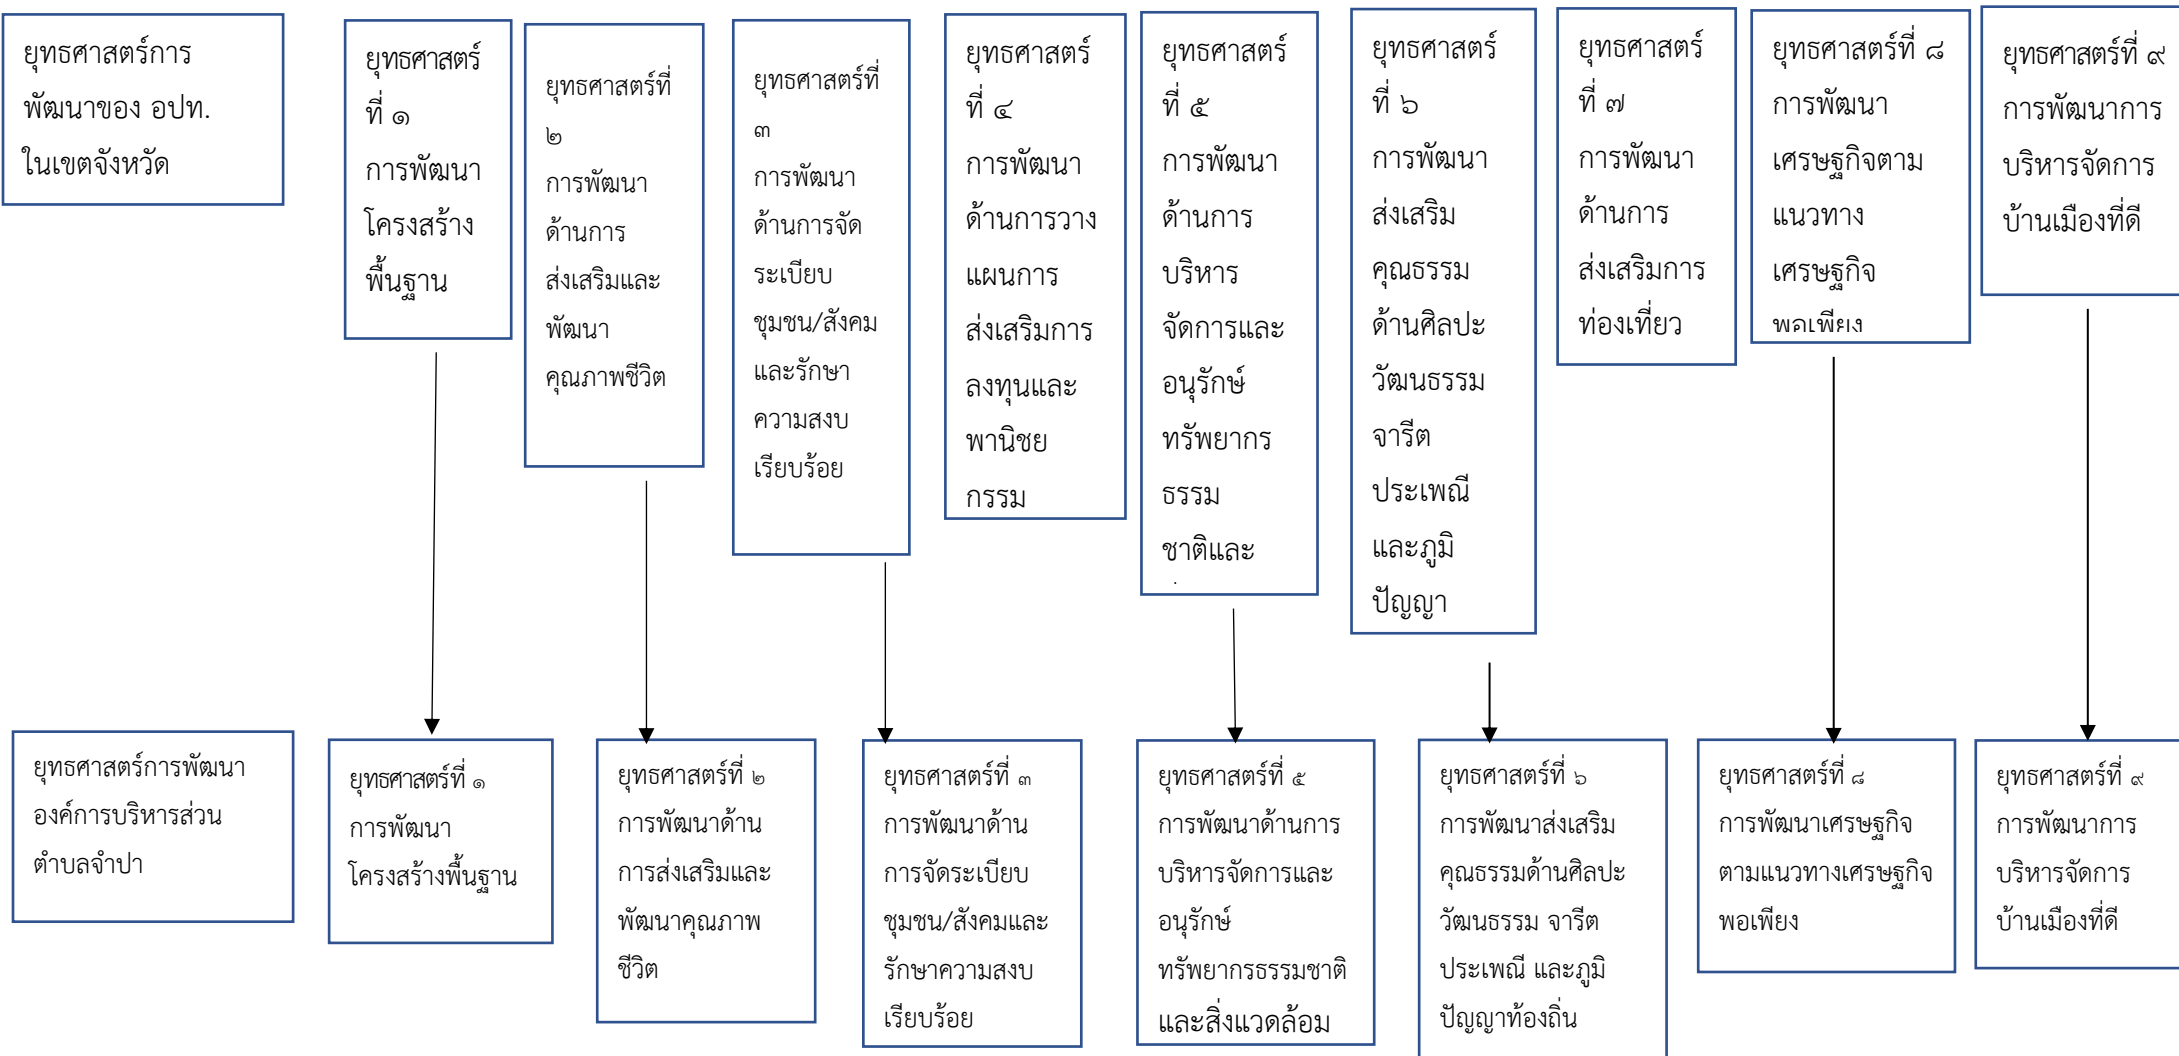 ยุทธศาสตร์การ
พัฒนาของ อปท.
ในเขตจังหวัด
ยุทธศาสตร์
ที่ ๑
การพัฒนา
โครงสร้าง
พื้นฐาน
ยุทธศาสตร์ที่
๒
การพัฒนา
ด้านการ
ส่งเสริมและ
พัฒนา
คุณภาพชีวิต
ยุทธศาสตร์ที่
๓
การพัฒนา
ด้านการจัด
ระเบียบ
ชุมชน/สังคม
และรักษา
ความสงบ
เรียบร้อย
ยุทธศาสตร์
ที่ ๔
การพัฒนา
ด้านการวาง
แผนการ
ส่งเสริมการ
ลงทุนและ
พานิชย
กรรม
ยุทธศาสตร์
ที่ ๕
การพัฒนา
ด้านการ
บริหาร
จัดการและ
อนุรักษ์
ทรัพยากร
ธรรม
ชาติและ
ยุทธศาสตร์
ที่ ๖
การพัฒนา
ส่งเสริม
คุณธรรม
ด้านศิลปะ
วัฒนธรรม
จารีต
ประเพณี
และภูมิ
ปัญญา
ยุทธศาสตร์
ที่ ๗
การพัฒนา
ด้านการ
ส่งเสริมการ
ท่องเที่ยว
ยุทธศาสตร์ที่ ๘
การพัฒนา
เศรษฐกิจตาม
แนวทาง
เศรษฐกิจ
พอเพียง
ยุทธศาสตร์ที่ ๙
การพัฒนาการ
บริหารจัดการ
บ้านเมืองที่ดี
ยุทธศาสตร์การพัฒนา
องค์การบริหารส่วน
ตำบลจำปา
ยุทธศาสตร์ที่ ๑
การพัฒนา
โครงสร้างพื้นฐาน
ยุทธศาสตร์ที่ ๒
การพัฒนาด้าน
การส่งเสริมและ
พัฒนาคุณภาพ
ชีวิต
ยุทธศาสตร์ที่ ๓
การพัฒนาด้าน
การจัดระเบียบ
ชุมชน/สังคมและ
รักษาความสงบ
เรียบร้อย
ยุทธศาสตร์ที่ ๕
การพัฒนาด้านการ
บริหารจัดการและ
อนุรักษ์
ทรัพยากรธรรมชาติ
และสิ่งแวดล้อม
ยุทธศาสตร์ที่ ๖
การพัฒนาส่งเสริม
คุณธรรมด้านศิลปะ
วัฒนธรรม จารีต
ประเพณี และภูมิ
ปัญญาท้องถิ่น
ยุทธศาสตร์ที่ ๘
การพัฒนาเศรษฐกิจ
ตามแนวทางเศรษฐกิจ
พอเพียง
ยุทธศาสตร์ที่ ๙
การพัฒนาการ
บริหารจัดการ
บ้านเมืองที่ดี